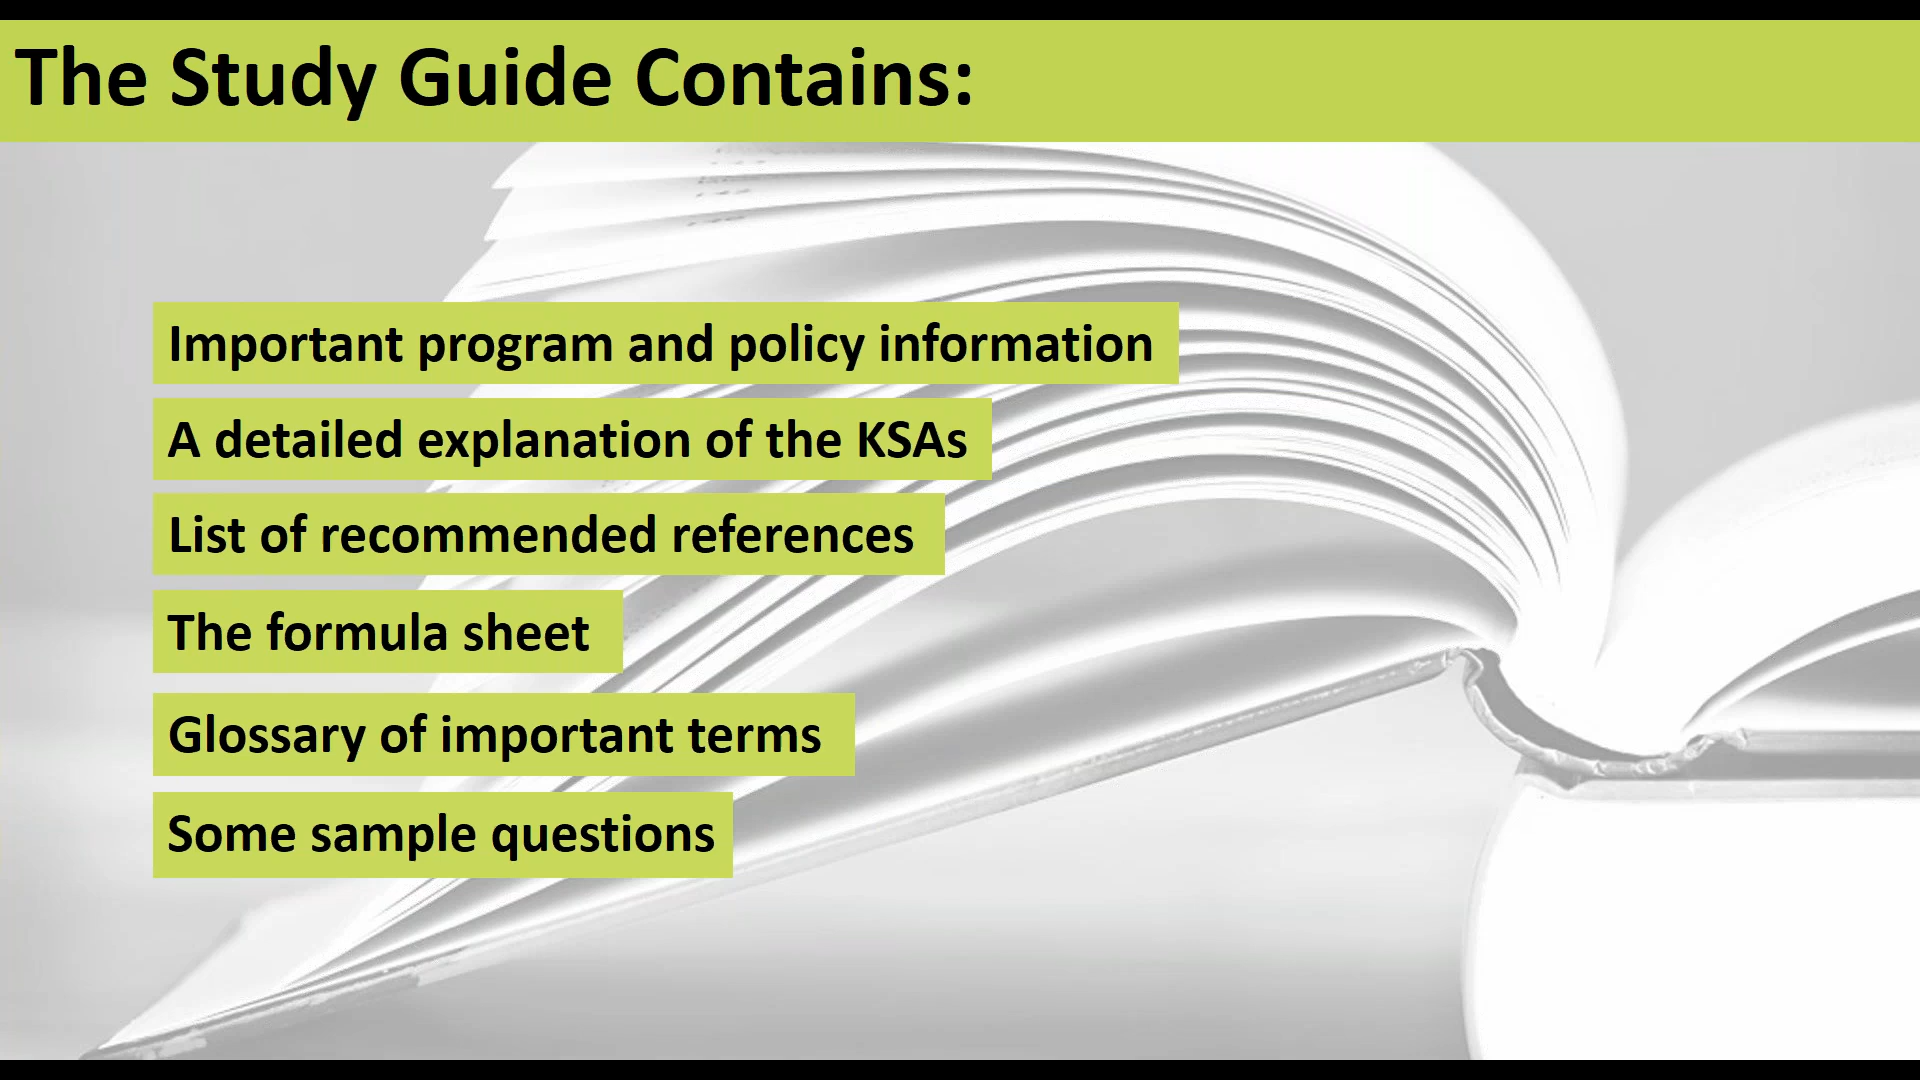 The Study Guide Contains:
Important program and policy information
A detailed explanation of the KSAs
List of recommended references
The formula sheet
Glossary of important terms
Some sample questions